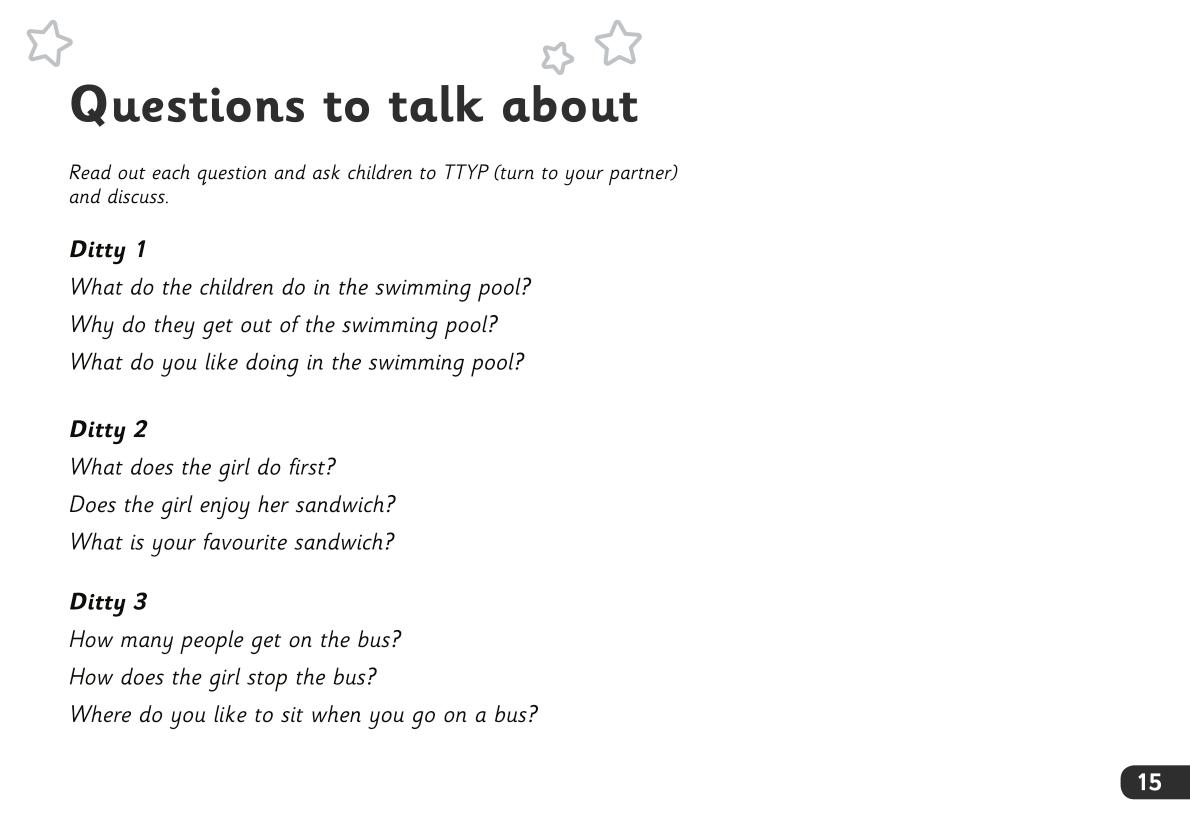 Questions to talk about
Read out each question and ask children to TTYP (turn to your partner)
and discuss.
Ditty 1
What do the children do in the swimming pool?
Why do they get out of the swimming pool?
What do you like doing in the swimming pool?
Ditty 2
What does the girl do first?
Does the girl enjoy her sandwich?
What is your favourite sandwich?
Ditty 3
How many people get on the bus?
How does the girl stop the bus?
Where do you like to sit when you go on a bus?
15